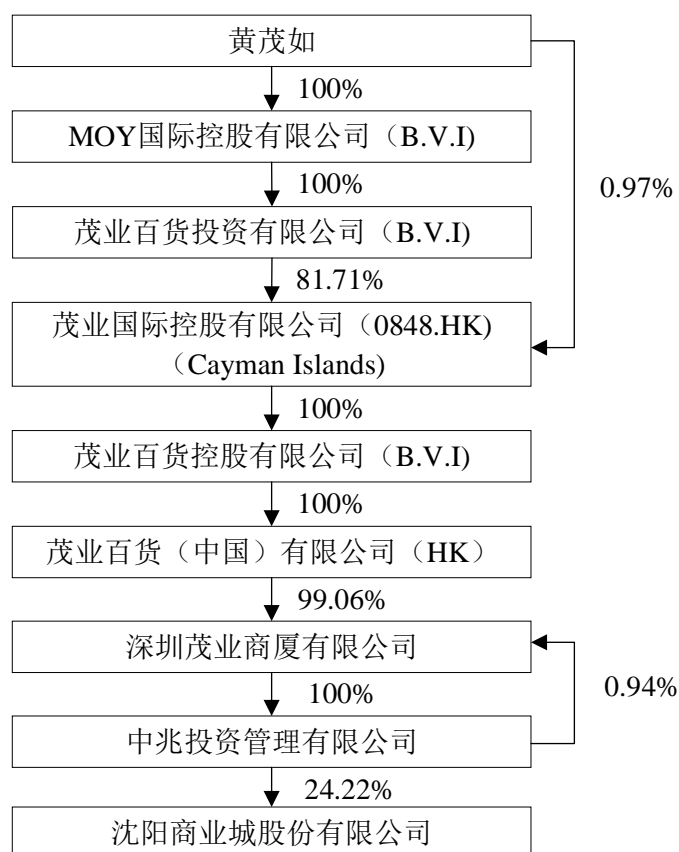 黄茂如
100%
MOY国际控股有限公司（B.V.I)
100%
0.97%
茂业百货投资有限公司（B.V.I)
81.71%
茂业国际控股有限公司（0848.HK)
（Cayman Islands)
100%
茂业百货控股有限公司（B.V.I)
100%
茂业百货（中国）有限公司（HK）
99.06%
深圳茂业商厦有限公司
100%
0.94%
中兆投资管理有限公司
24.22%
沈阳商业城股份有限公司